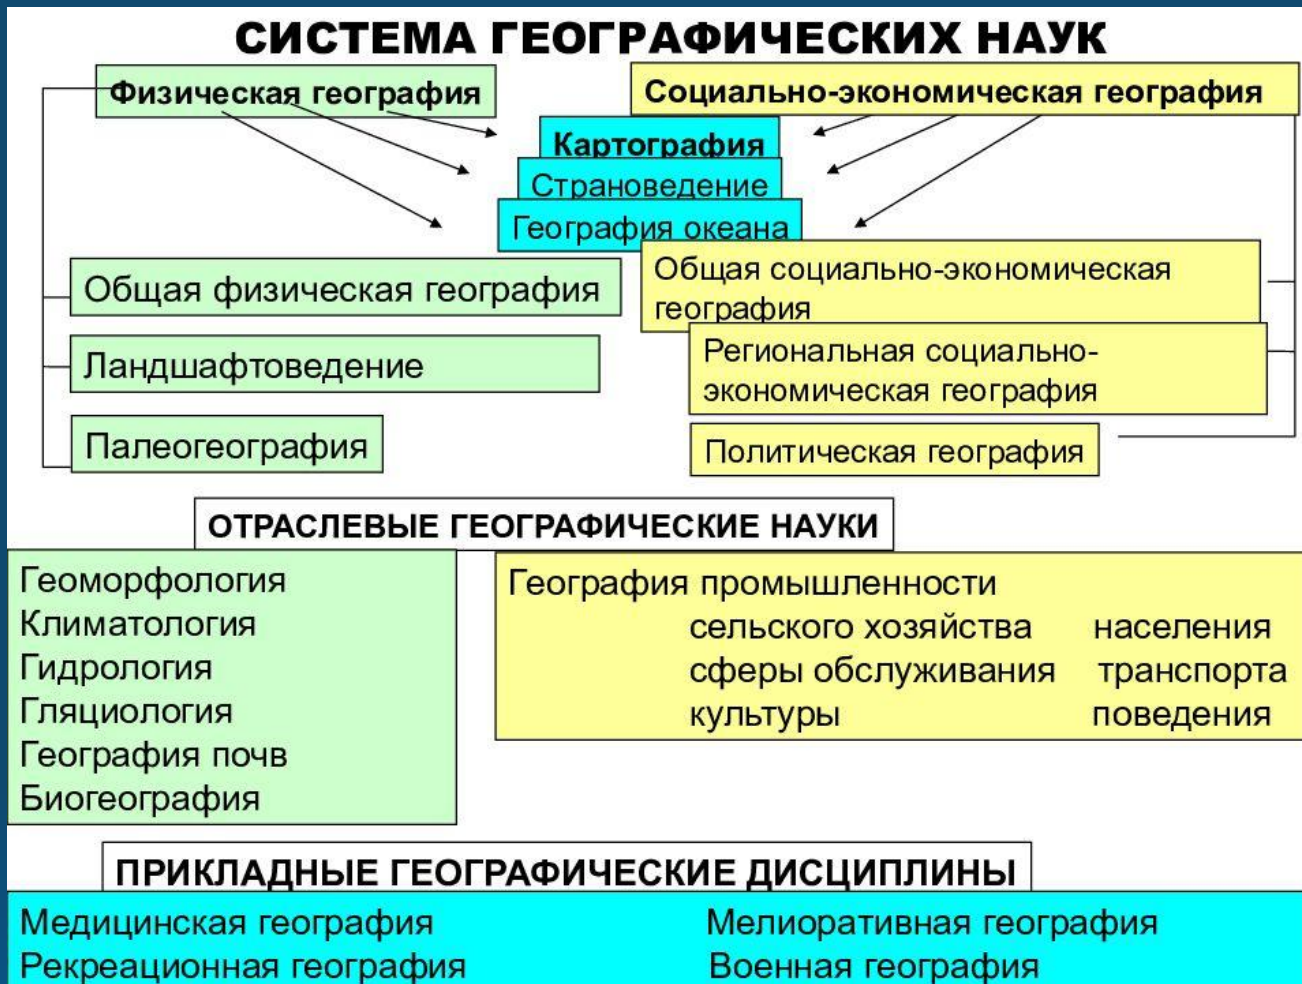 СИСТЕМА ГЕОГРАФИЧЕСКИХ НАУК
Физическая география
Социально-экономическая география
Картография
Страноведение
География океана
Общая физическая география
Ландшафтоведение
Палеогеография
Общая социально-экономическая
география
Региональная социально-
экономическая география
Политическая география
ОТРАСЛЕВЫЕ ГЕОГРАФИЧЕСКИЕ НАУКИ
Геоморфология
Климатология
Гидрология
Гляциология
География почв
Биогеография
География промышленности
сельского хозяйства населения
сферы обслуживания транспорта
культуры поведения
ПРИКЛАДНЫЕ ГЕОГРАФИЧЕСКИЕ ДИСЦИПЛИНЫ
Медицинская география Мелиоративная география
Рекреационная география Военная география